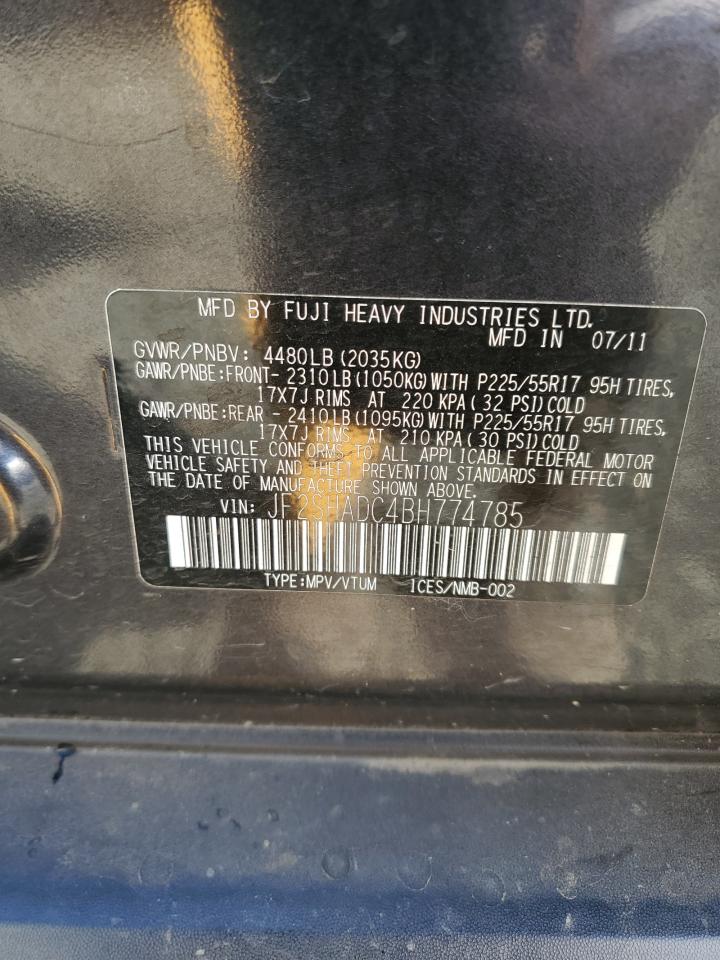 MFD BY FUJI HEAVY INDUSTRIES LTD.
MFD IN 07/11
GVWR/PNBV: 4480LB(2035KG)
GAWR/PNBE:FRONT- 2310LB(1050KG)WITH P225/55R17 95H TIRES,
17X7J RIMS AT 220 KPA(32 PSI)COLD
GAWR/PNBE:REAR - 2410LB(1095KG)WITH P225/55R17 95H TIRES,
17X7J RIMS AT 210 KPA(30 PSI)COLD
THIS VEHICLE CONFORMS TO ALL APPLICABLE FEDERAL MOTOR
VEHICLE SAFETY AND THEFT PREVENTION STANDARDS IN EFFECT ON
THE DATE OF MANUFACTURE SHOWN ABOVE.
VIN: JF2SHADC4BH774785
TYPE:MPV/VTUM ICES/NMB-002